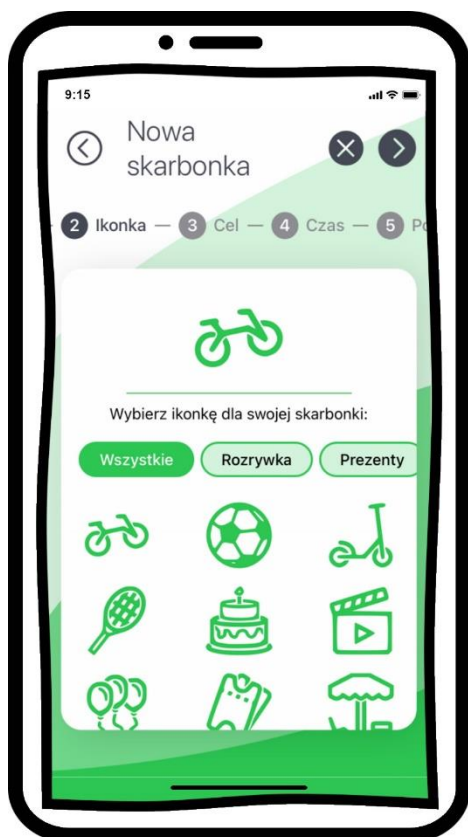 9:15
Nowa
skarbonka
2 Ikonka — 3 Cel — 4 Czas — 5
Wybierz ikonkę dla swojej skarbonki:
Wszystkie Rozrywka Prezenty